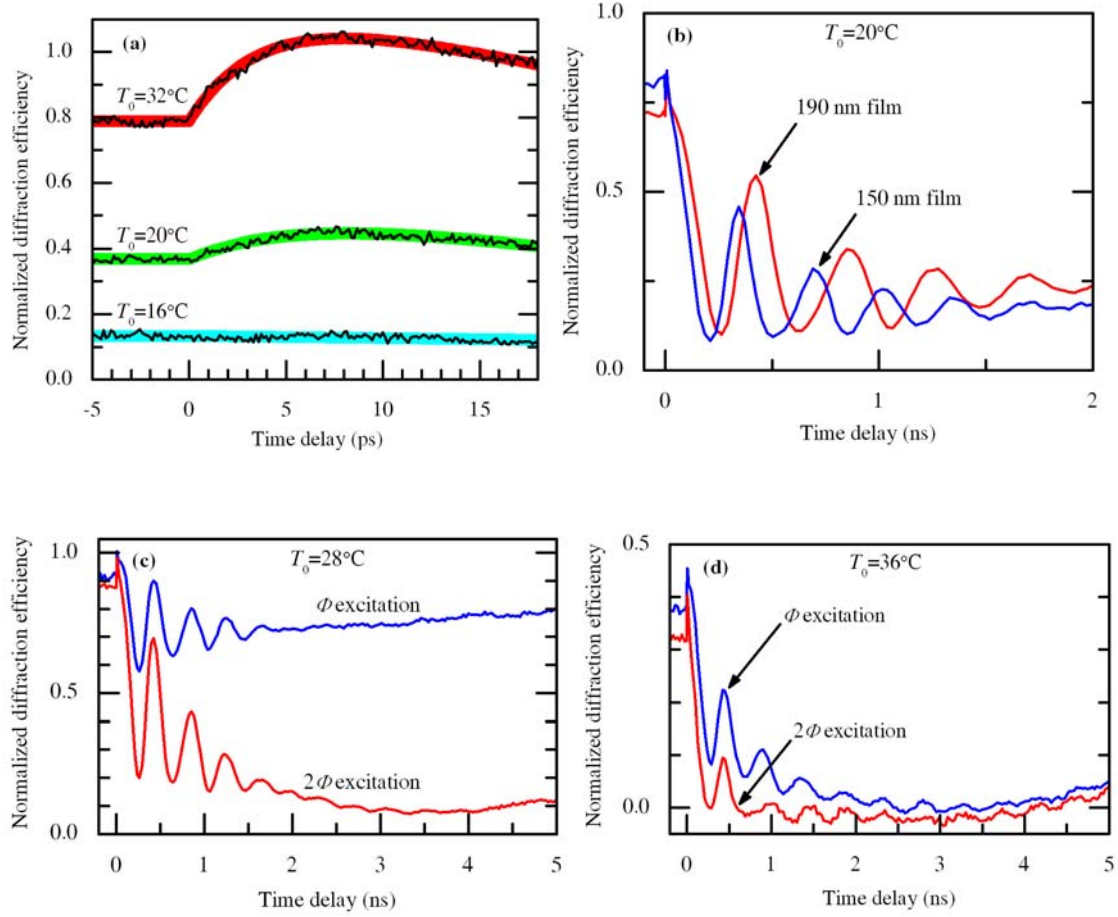 (a)
T0=32°C
T0=20°C
T0=16°C
1.0
0.8
0.6
0.4
0.2
0.0
Normalized diffraction efficiency
-5 0 5 10 15
Time delay (ps)
(b)
T0=20°C
190 nm film
150 nm film
1.0
0.5
0.0
Normalized diffraction efficiency
0 1 2
Time delay (ns)
(c)
T0=28°C
Φ excitation
2Φ excitation
1.0
0.5
0.0
Normalized diffraction efficiency
0 1 2 3 4 5
Time delay (ns)
(d)
T0=36°C
Φ excitation
2Φ excitation
0.5
0.0
Normalized diffraction efficiency
0 1 2 3 4 5
Time delay (ns)